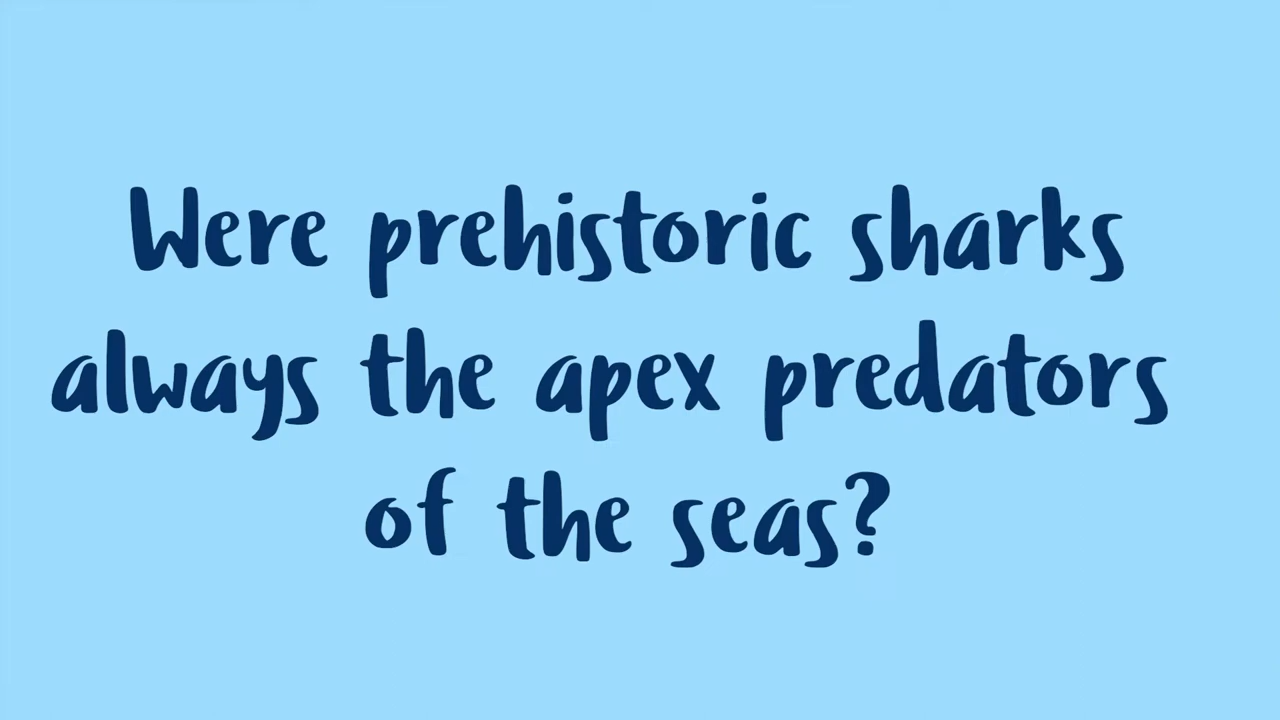 Were prehistoric sharks
always the apex predators
of the seas?